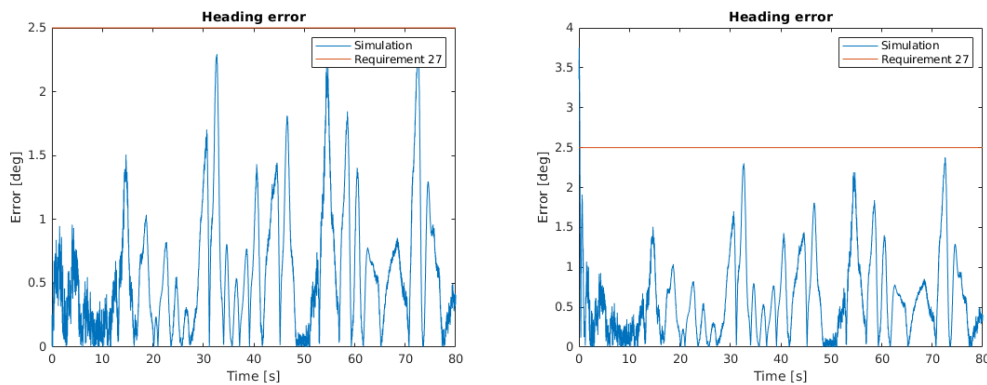 Heading error
2.5
2
1.5
1
0.5
0
Error [deg]
0 10 20 30 40 50 60 70 80
Time [s]
Simulation
Requirement 27
Heading error
4
3.5
3
2.5
2
1.5
1
0.5
0
Error [deg]
0 10 20 30 40 50 60 70 80
Time [s]
Simulation
Requirement 27